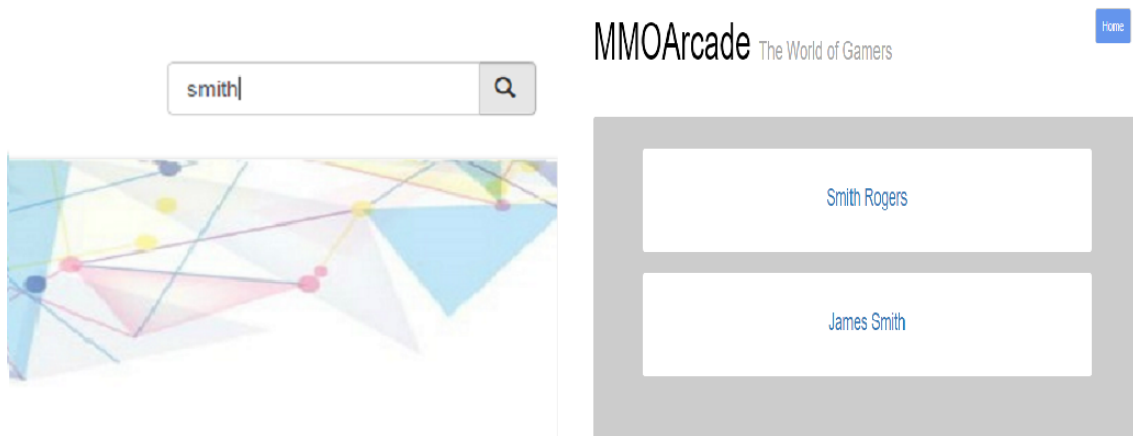 smith
MMOArcade The World of Gamers
Home
Smith Rogers
James Smith